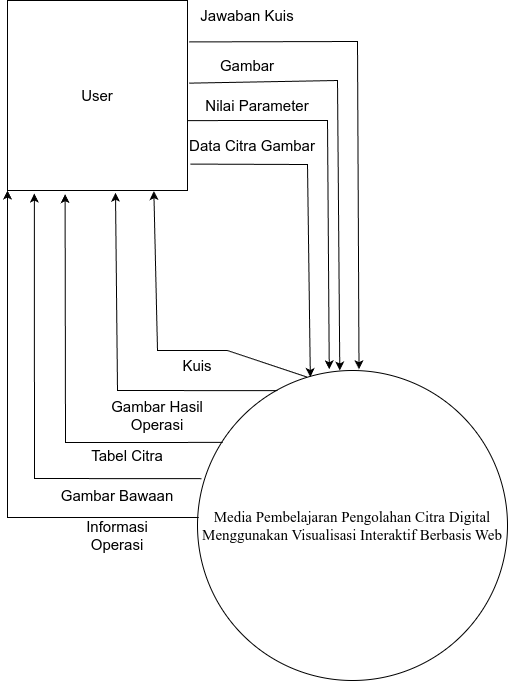 Jawaban Kuis
Gambar
User
Nilai Parameter
Data Citra Gambar
Kuis
Gambar Hasil
Operasi
Tabel Citra
Gambar Bawaan
Informasi
Operasi
Media Pembelajaran Pengolahan Citra Digital
Menggunakan Visualisasi Interaktif Berbasis Web